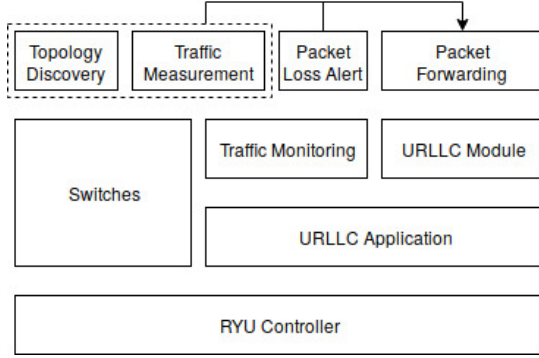 Topology
Discovery
Traffic
Measurement
Packet
Loss Alert
Packet
Forwarding
Switches
Traffic Monitoring
URLLC Module
URLLC Application
RYU Controller